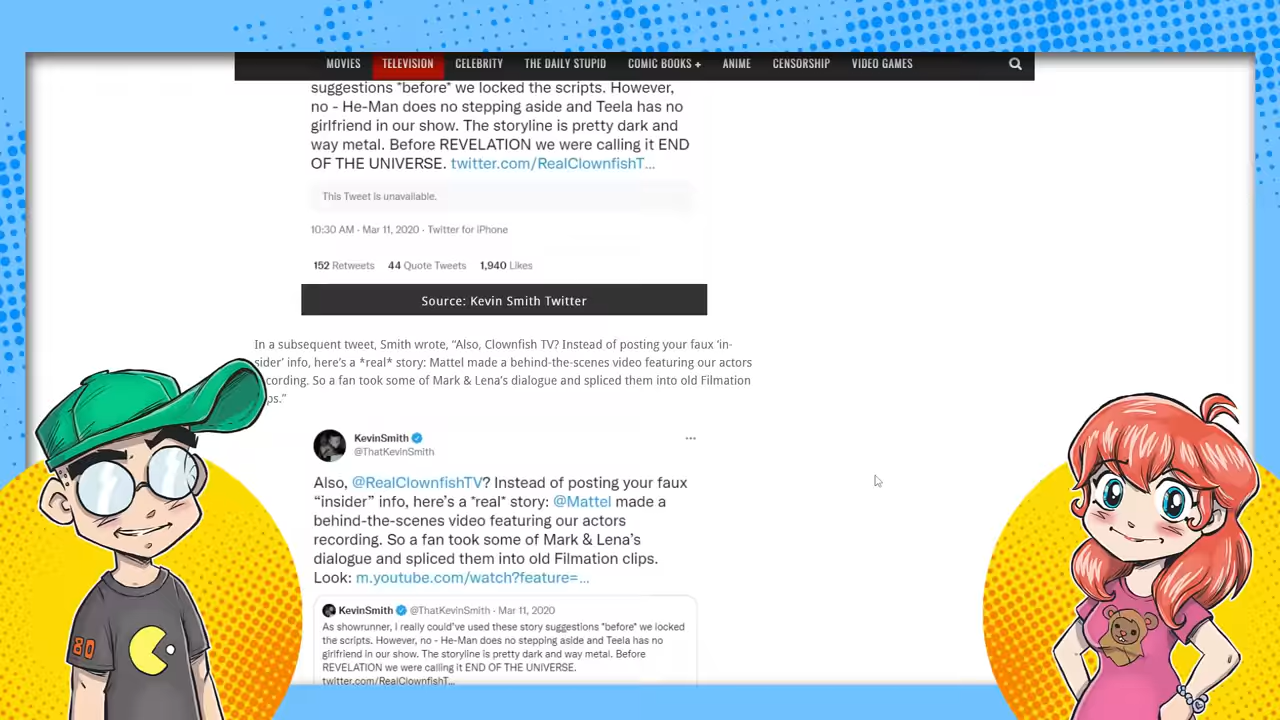 MOVIES TELEVISION CELEBRITY THE DAILY STUPID COMIC BOOKS + ANIME CENSORSHIP VIDEO GAMES
suggestions *before* we locked the scripts. However,
no - He-Man does no stepping aside and Teela has no
girlfriend in our show. The storyline is pretty dark and
way metal. Before REVELATION we were calling it END
OF THE UNIVERSE. twitter.com/RealClownfishT...
This Tweet is unavailable.
10:30 AM · Mar 11, 2020 · Twitter for iPhone
152 Retweets 44 Quote Tweets 1,940 Likes
Source: Kevin Smith Twitter
In a subsequent tweet, Smith wrote, “Also, Clownfish TV? Instead of posting your faux ‘in-
sider’ info, here’s a *real* story: Mattel made a behind-the-scenes video featuring our actors
recording. So a fan took some of Mark & Lena’s dialogue and spliced them into old Filmation
ps.”
KevinSmith
@ThatKevinSmith
Also, @RealClownfishTV? Instead of posting your faux
“insider” info, here’s a *real* story: @Mattel made a
behind-the-scenes video featuring our actors
recording. So a fan took some of Mark & Lena’s
dialogue and spliced them into old Filmation clips.
Look: m.youtube.com/watch?feature=...
KevinSmith @ThatKevinSmith · Mar 11, 2020
As showrunner, I really could’ve used these story suggestions *before* we locked
the scripts. However, no - He-Man does no stepping aside and Teela has no
girlfriend in our show. The storyline is pretty dark and way metal. Before
REVELATION we were calling it END OF THE UNIVERSE.
twitter.com/RealClownfishT...
80